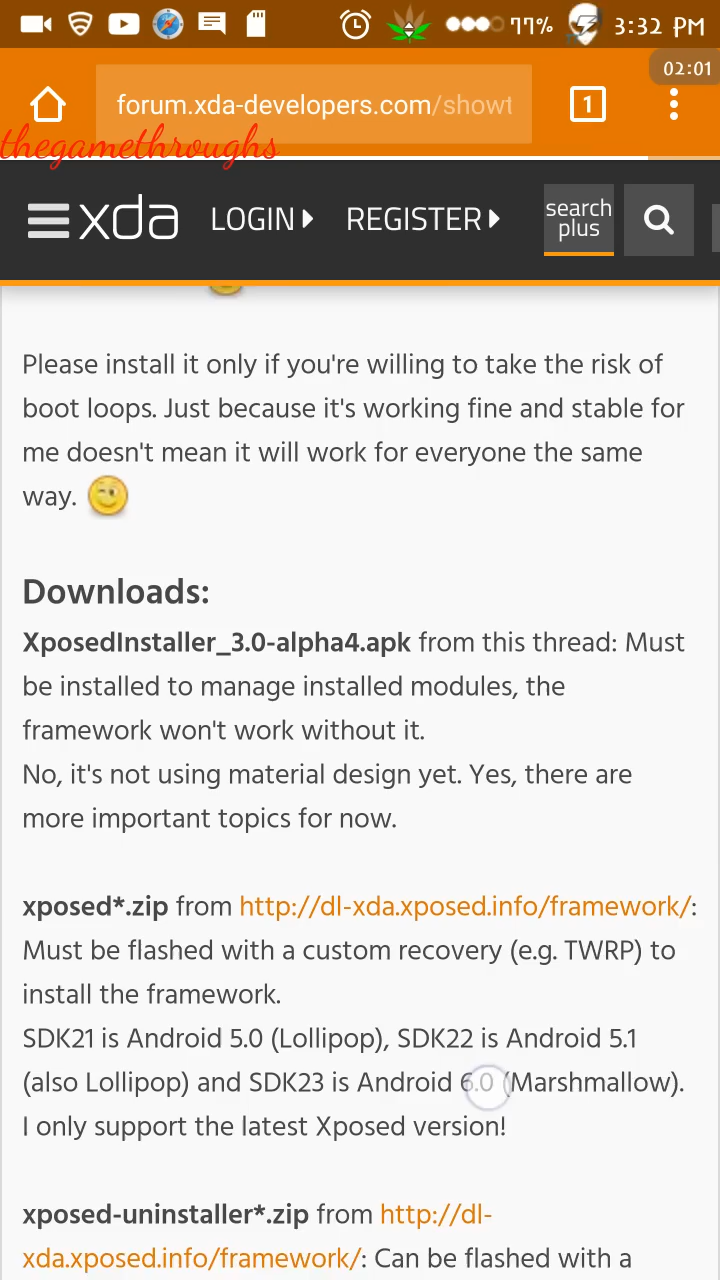 77% 3:32 PM
02:01
forum.xda-developers.com/showt
1
thegamethroughs
xda LOGIN REGISTER search plus
Please install it only if you're willing to take the risk of
boot loops. Just because it's working fine and stable for
me doesn't mean it will work for everyone the same
way.
Downloads:
XposedInstaller_3.0-alpha4.apk from this thread: Must
be installed to manage installed modules, the
framework won't work without it.
No, it's not using material design yet. Yes, there are
more important topics for now.
xposed*.zip from http://dl-xda.xposed.info/framework/:
Must be flashed with a custom recovery (e.g. TWRP) to
install the framework.
SDK21 is Android 5.0 (Lollipop), SDK22 is Android 5.1
(also Lollipop) and SDK23 is Android 6.0 (Marshmallow).
I only support the latest Xposed version!
xposed-uninstaller*.zip from http://dl-
xda.xposed.info/framework/: Can be flashed with a